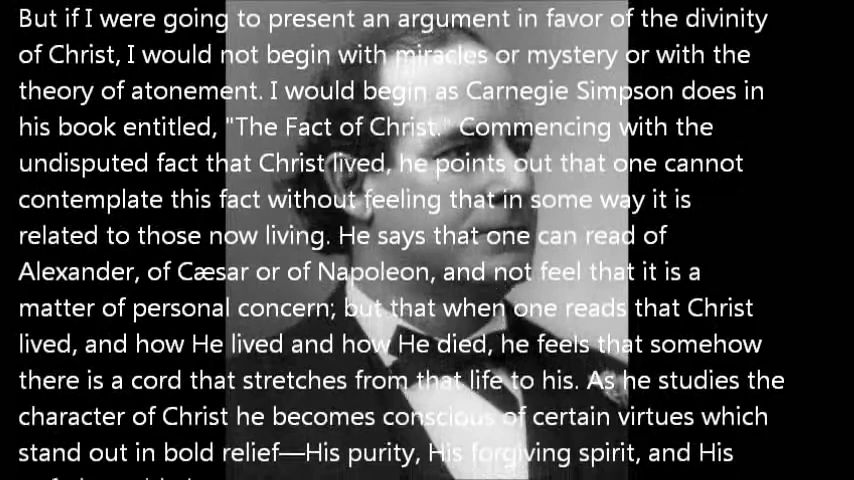 But if I were going to present an argument in favor of the divinity
of Christ, I would not begin with miracles or mystery or with the
theory of atonement. I would begin as Carnegie Simpson does in
his book entitled, "The Fact of Christ." Commencing with the
undisputed fact that Christ lived, he points out that one cannot
contemplate this fact without feeling that in some way it is
related to those now living. He says that one can read of
Alexander, of Cæsar or of Napoleon, and not feel that it is a
matter of personal concern; but that when one reads that Christ
lived, and how He lived and how He died, he feels that somehow
there is a cord that stretches from that life to his. As he studies the
character of Christ he becomes conscious of certain virtues which
stand out in bold relief—His purity, His forgiving spirit, and His